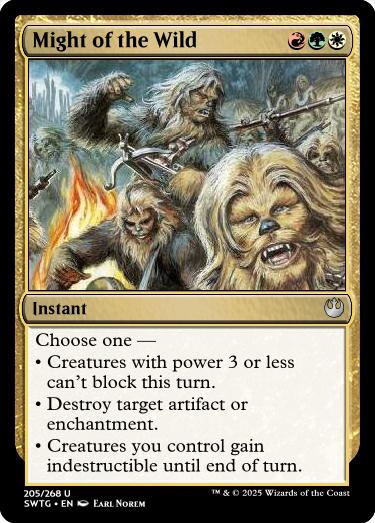 Might of the Wild
Instant
Choose one —
• Creatures with power 3 or less
can't block this turn.
• Destroy target artifact or
enchantment.
• Creatures you control gain
indestructible until end of turn.
205/268 U
SWTG • EN Earl Norem
™ & © 2025 Wizards of the Coast